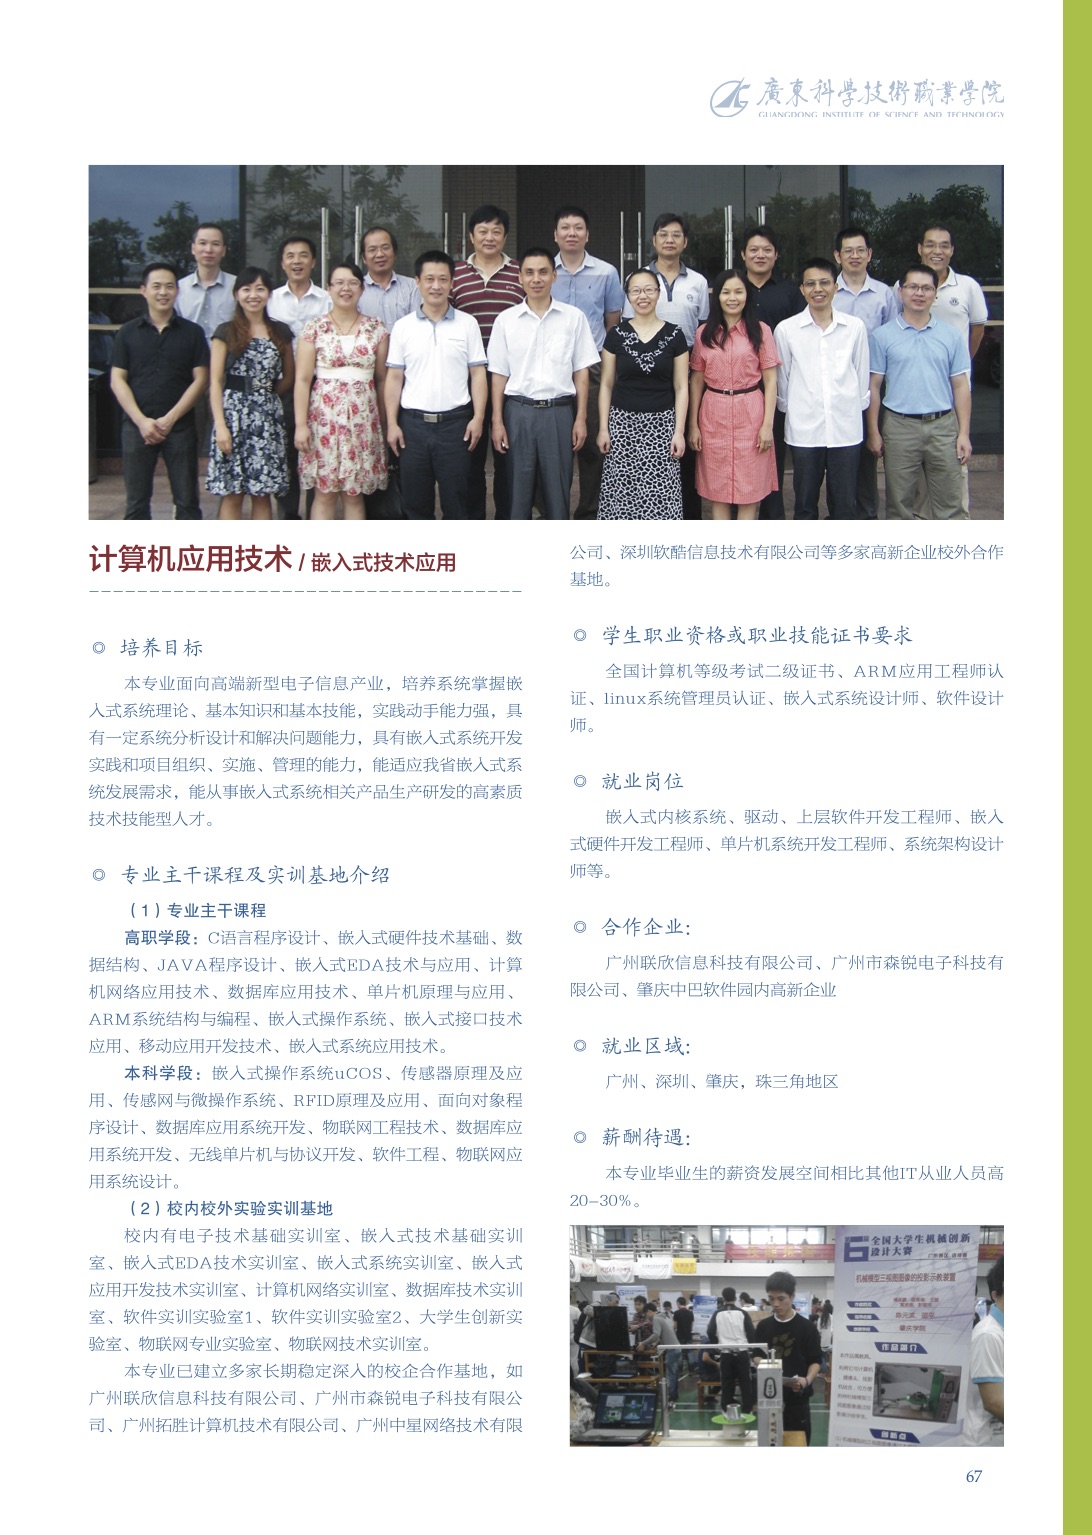 廣東科學技術職業學院
GUANGDONG INSTITUTE OF SCIENCE AND TECHNOLOGY
计算机应用技术 / 嵌入式技术应用
◎ 培养目标
本专业面向高端新型电子信息产业，培养系统掌握嵌
入式系统理论、基本知识和基本技能，实践动手能力强，具
有一定系统分析设计和解决问题能力，具有嵌入式系统开发
实践和项目组织、实施、管理的能力，能适应我省嵌入式系
统发展需求，能从事嵌入式系统相关产品生产研发的高素质
技术技能型人才。
◎ 专业主干课程及实训基地介绍
（1）专业主干课程
高职学段：C语言程序设计、嵌入式硬件技术基础、数
据结构、JAVA程序设计、嵌入式EDA技术与应用、计算
机网络应用技术、数据库应用技术、单片机原理与应用、
ARM系统结构与编程、嵌入式操作系统、嵌入式接口技术
应用、移动应用开发技术、嵌入式系统应用技术。
本科学段：嵌入式操作系统uCOS、传感器原理及应
用、传感网与微操作系统、RFID原理及应用、面向对象程
序设计、数据库应用系统开发、物联网工程技术、数据库应
用系统开发、无线单片机与协议开发、软件工程、物联网应
用系统设计。
（2）校内校外实验实训基地
校内有电子技术基础实训室、嵌入式技术基础实训
室、嵌入式EDA技术实训室、嵌入式系统实训室、嵌入式
应用开发技术实训室、计算机网络实训室、数据库技术实训
室、软件实训实验室1、软件实训实验室2、大学生创新实
验室、物联网专业实验室、物联网技术实训室。
本专业已建立多家长期稳定深入的校企合作基地，如
广州联欣信息科技有限公司、广州市森锐电子科技有限公
司、广州拓胜计算机技术有限公司、广州中星网络技术有限
公司、深圳软酷信息技术有限公司等多家高新企业校外合作
基地。
◎ 学生职业资格或职业技能证书要求
全国计算机等级考试二级证书、ARM应用工程师认
证、linux系统管理员认证、嵌入式系统设计师、软件设计
师。
◎ 就业岗位
嵌入式内核系统、驱动、上层软件开发工程师、嵌入
式硬件开发工程师、单片机系统开发工程师、系统架构设计
师等。
◎ 合作企业：
广州联欣信息科技有限公司、广州市森锐电子科技有
限公司、肇庆中巴软件园内高新企业
◎ 就业区域：
广州、深圳、肇庆，珠三角地区
◎ 薪酬待遇：
本专业毕业生的薪资发展空间相比其他IT从业人员高
20–30%。
6 全国大学生机械创新
设计大赛
机械模型三视图图像的投影示教装置
肇庆学院
作品简介
创新点
67